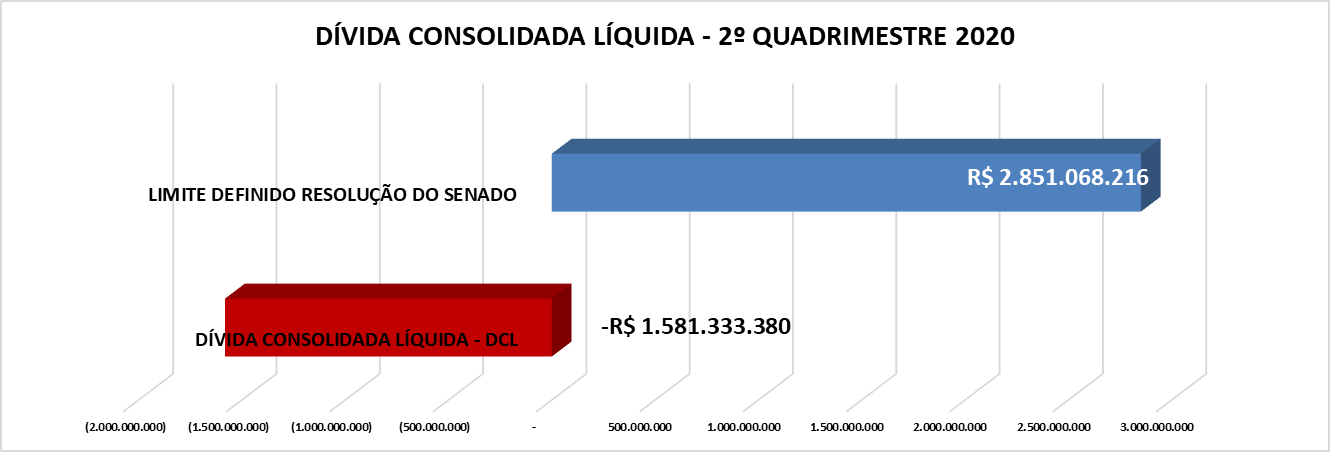 DÍVIDA CONSOLIDADA LÍQUIDA - 2º QUADRIMESTRE 2020
LIMITE DEFINIDO RESOLUÇÃO DO SENADO
R$ 2.851.068.216
DÍVIDA CONSOLIDADA LÍQUIDA - DCL
-R$ 1.581.333.380
(2.000.000.000) (1.500.000.000) (1.000.000.000) (500.000.000) - 500.000.000 1.000.000.000 1.500.000.000 2.000.000.000 2.500.000.000 3.000.000.000